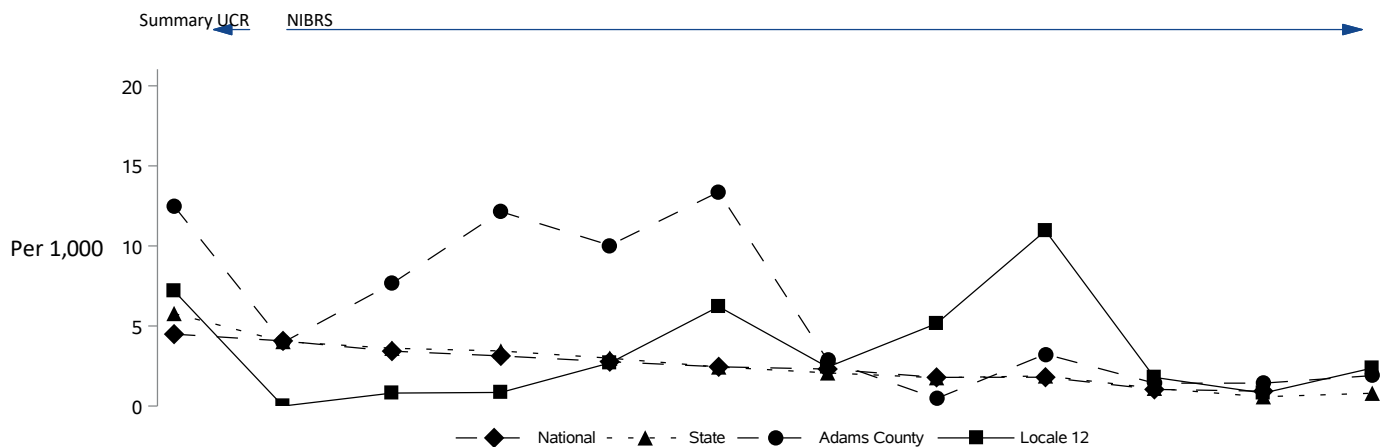 Summary UCR NIBRS
20
15
Per 1,000 10
5
0
National State Adams County Locale 12